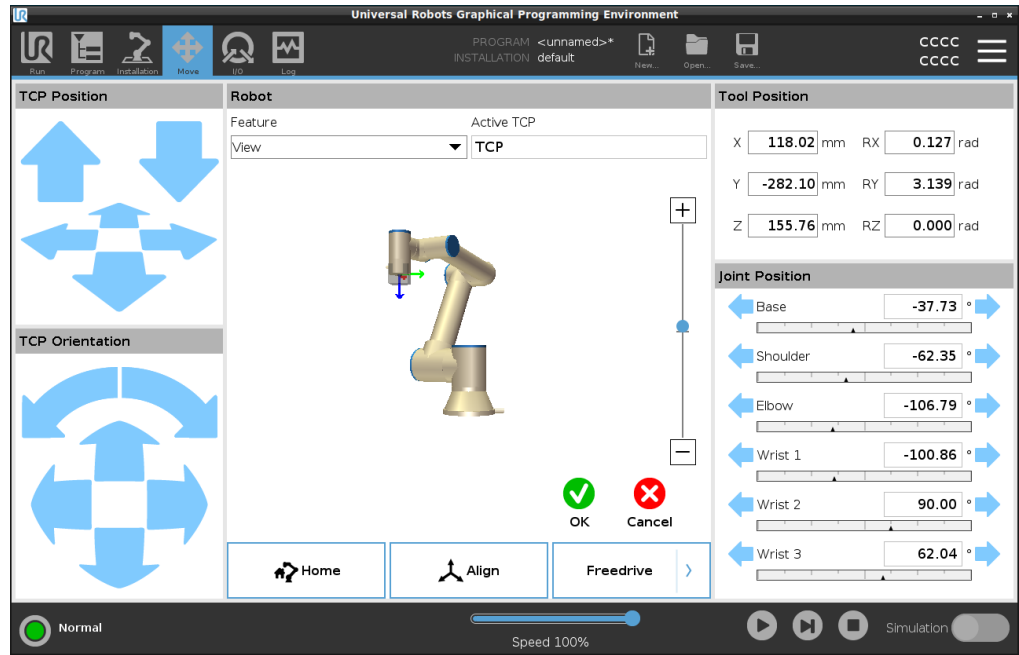 Universal Robots Graphical Programming Environment
Run
Program
Installation
Move
I/O
Log
PROGRAM <unnamed>*
INSTALLATION default
New...
Open...
Save...
CCCC
CCCC
TCP Position
TCP Orientation
Robot
Feature
Active TCP
View
TCP
OK
Cancel
Home
Align
Freedrive
Tool Position
X 118.02 mm RX 0.127 rad
Y -282.10 mm RY 3.139 rad
Z 155.76 mm RZ 0.000 rad
Joint Position
Base -37.73 °
Shoulder -62.35 °
Elbow -106.79 °
Wrist 1 -100.86 °
Wrist 2 90.00 °
Wrist 3 62.04 °
Normal
Speed 100%
Simulation